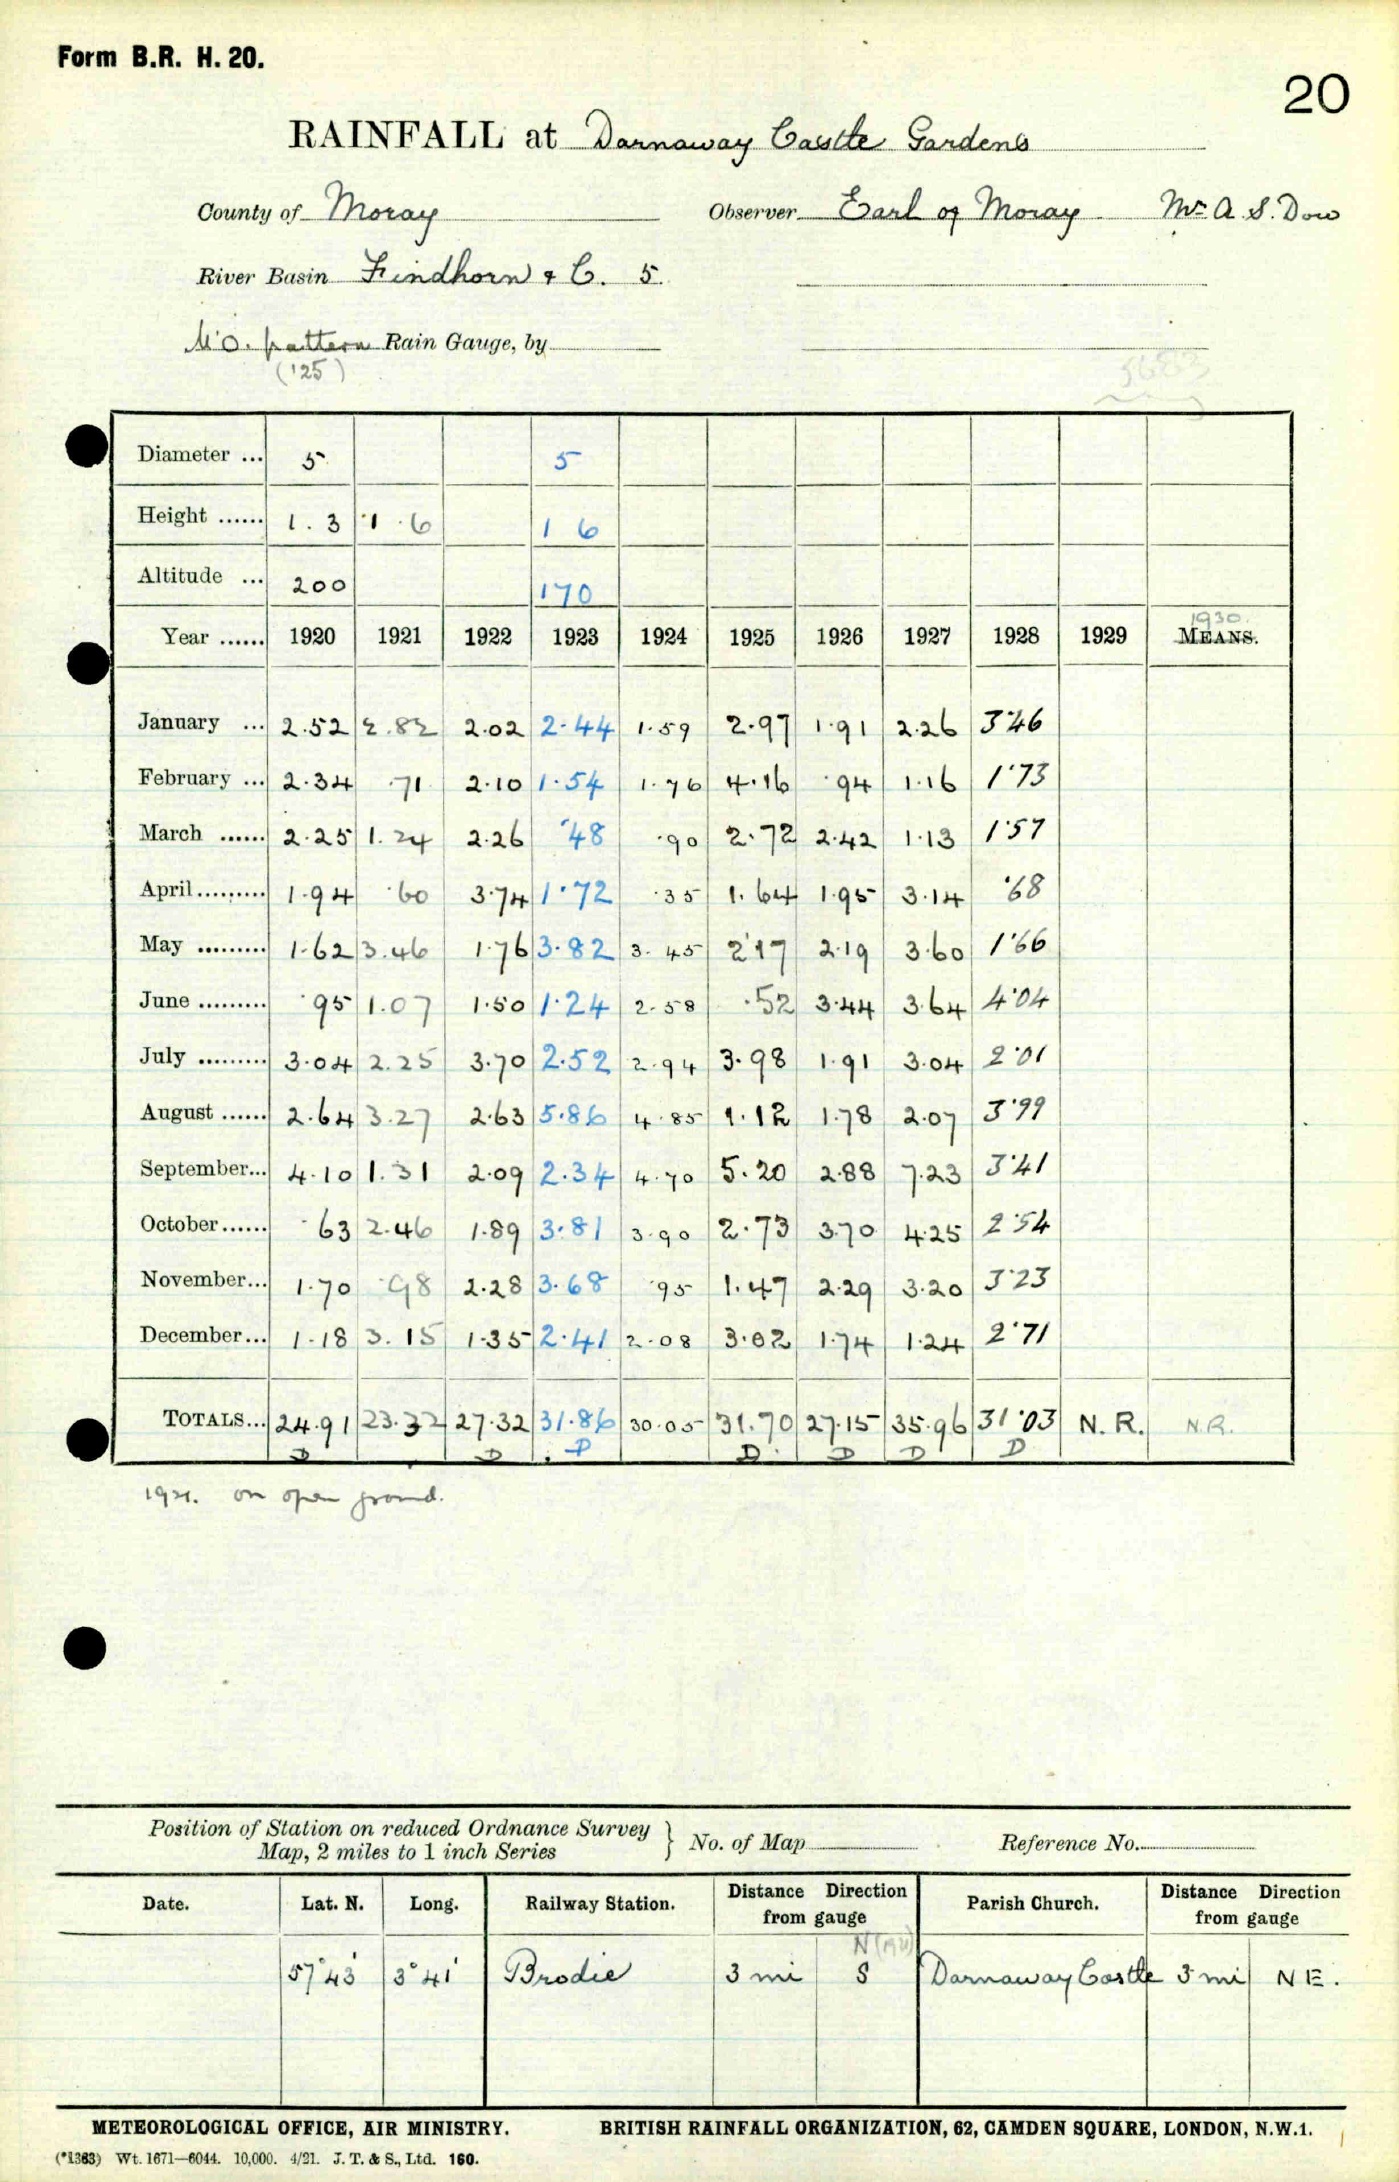 Form B.R. H. 20.
20
RAINFALL at Darnaway Castle Gardens
County of Moray Observer Earl of Moray Mr A. S. Dow
River Basin Findhorn & C. 5.
M.O. pattern Rain Gauge, by
(125)
5683
Diameter ... 5 5
Height ...... 1. 3 1 . 6 1 6
Altitude ... 200 170
1930.
Year ...... 1920 1921 1922 1923 1924 1925 1926 1927 1928 1929 MEANS.
January ... 2.52 2.82 2.02 2.44 1.59 2.97 1.91 2.26 3.46
February ... 2.34 .71 2.10 1.54 1.76 4.16 .94 1.16 1.73
March ...... 2.25 1.24 2.26 .48 .90 2.72 2.42 1.13 1.57
April......... 1.94 .60 3.74 1.72 .35 1.64 1.95 3.14 .68
May ......... 1.62 3.46 1.76 3.82 3.45 2.17 2.19 3.60 1.66
June ......... .95 1.07 1.50 1.24 2.58 .52 3.44 3.64 4.04
July ......... 3.04 2.25 3.70 2.52 2.94 3.98 1.91 3.04 2.01
August ...... 2.64 3.27 2.63 5.86 4.85 1.12 1.78 2.07 3.99
September... 4.10 1.31 2.09 2.34 4.70 5.20 2.88 7.23 3.41
October...... .63 2.46 1.89 3.81 3.90 2.73 3.70 4.25 2.54
November... 1.70 .98 2.28 3.68 .95 1.47 2.29 3.20 3.23
December... 1.18 3.15 1.35 2.41 2.08 3.02 1.74 1.24 2.71
TOTALS... 24.91 23.32 27.32 31.86 30.05 31.70 27.15 35.96 31.03 N. R. N.R.
D D D D D D D
1921. on open ground.
Position of Station on reduced Ordnance Survey
Map, 2 miles to 1 inch Series } No. of Map Reference No.
Date. Lat. N. Long. Railway Station. Distance Direction from gauge Parish Church. Distance Direction from gauge
N (1921)
57°43' 3°41' Brodie 3 mi S Darnaway Castle 3 mi N E.
METEOROLOGICAL OFFICE, AIR MINISTRY. BRITISH RAINFALL ORGANIZATION, 62, CAMDEN SQUARE, LONDON, N.W.1.
(*1363) Wt. 1671—6044. 10,000. 4/21. J. T. & S., Ltd. 160.